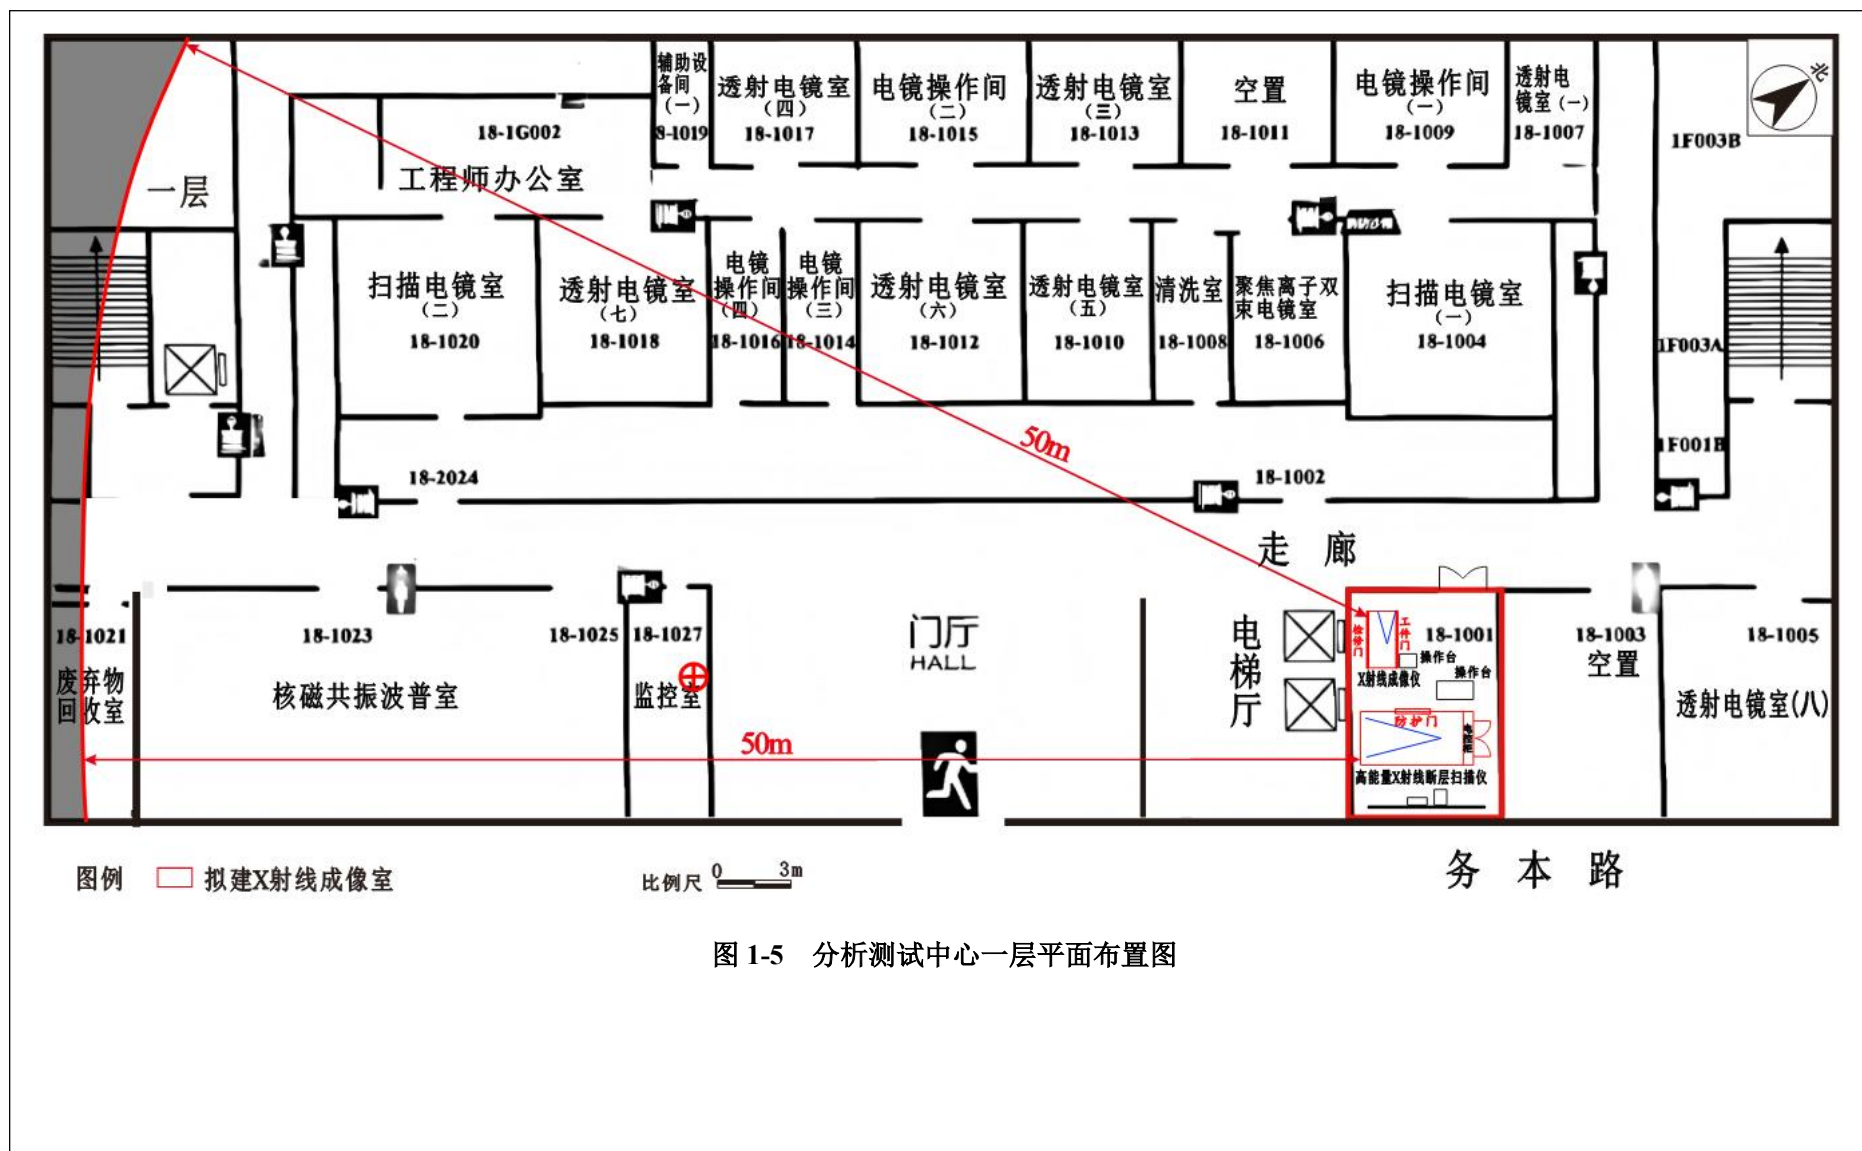 北
辅助设
备间
（一）
8-1019
透射电镜室
（四）
18-1017
电镜操作间
（二）
18-1015
透射电镜室
（三）
18-1013
空置
18-1011
电镜操作间
（一）
18-1009
透射电
镜室（一）
18-1007
1F003B
18-1G002
工程师办公室
一层
扫描电镜室
（二）
18-1020
透射电镜室
（七）
18-1018
电镜
操作间
（四）
18-1016
电镜
操作间
（三）
18-1014
透射电镜室
（六）
18-1012
透射电镜室
（五）
18-1010
清洗室
18-1008
聚焦离子双
束电镜室
18-1006
扫描电镜室
（一）
18-1004
1F003A
1F001B
50m
18-2024
18-1002
走 廊
18-1021
废弃物
回收室
18-1023
核磁共振波普室
18-1025
18-1027
监控室
门厅
HALL
电梯厅
检修门
工件门
18-1001
操作台
X射线成像仪
操作台
防护门
电控柜
高能量X射线断层扫描仪
18-1003
空置
18-1005
透射电镜室(八)
50m
务 本 路
图例
拟建X射线成像室
比例尺 0 3m
图 1-5 分析测试中心一层平面布置图